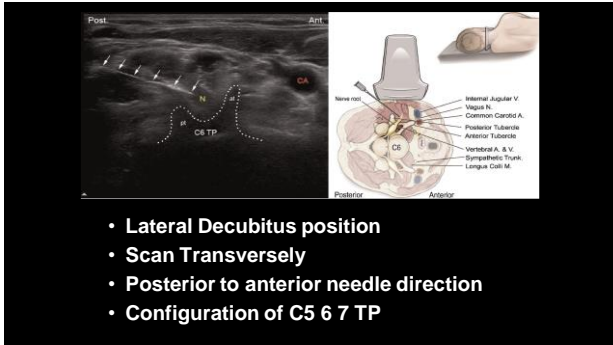 Post.
Ant
CA
N
at
pt
C6 TP
Nerve root
Internal Jugular V.
Vagus N.
Common Carotid A.
Posterior Tubercle
Anterior Tubercle
C6
Vertebral A. & V.
Sympathetic Trunk
Longus Colli M.
Posterior
Anterior
• Lateral Decubitus position
• Scan Transversely
• Posterior to anterior needle direction
• Configuration of C5 6 7 TP